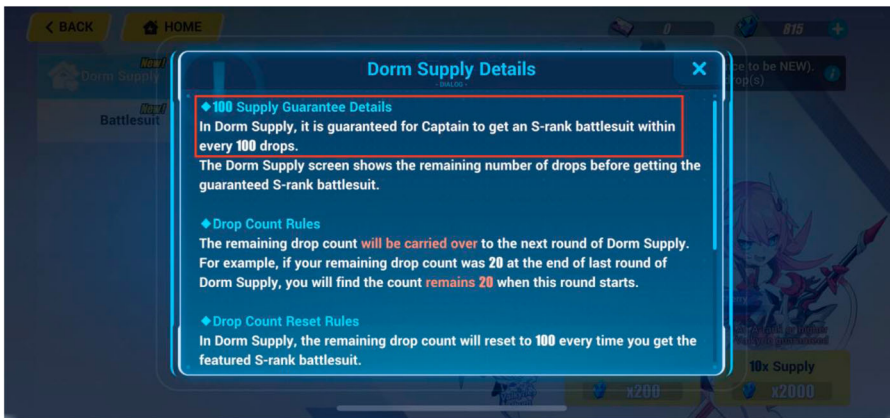 BACK
HOME
0
815
New!
Dorm Supply
New!
Battlesuit
Dorm Supply Details
- DIALOG -
ce to be NEW).
rop(s)
◆100 Supply Guarantee Details
In Dorm Supply, it is guaranteed for Captain to get an S-rank battlesuit within
every 100 drops.
The Dorm Supply screen shows the remaining number of drops before getting the
guaranteed S-rank battlesuit.
◆Drop Count Rules
The remaining drop count will be carried over to the next round of Dorm Supply.
For example, if your remaining drop count was 20 at the end of last round of
Dorm Supply, you will find the count remains 20 when this round starts.
◆Drop Count Reset Rules
In Dorm Supply, the remaining drop count will reset to 100 every time you get the
featured S-rank battlesuit.
10x Supply
x200
x2000